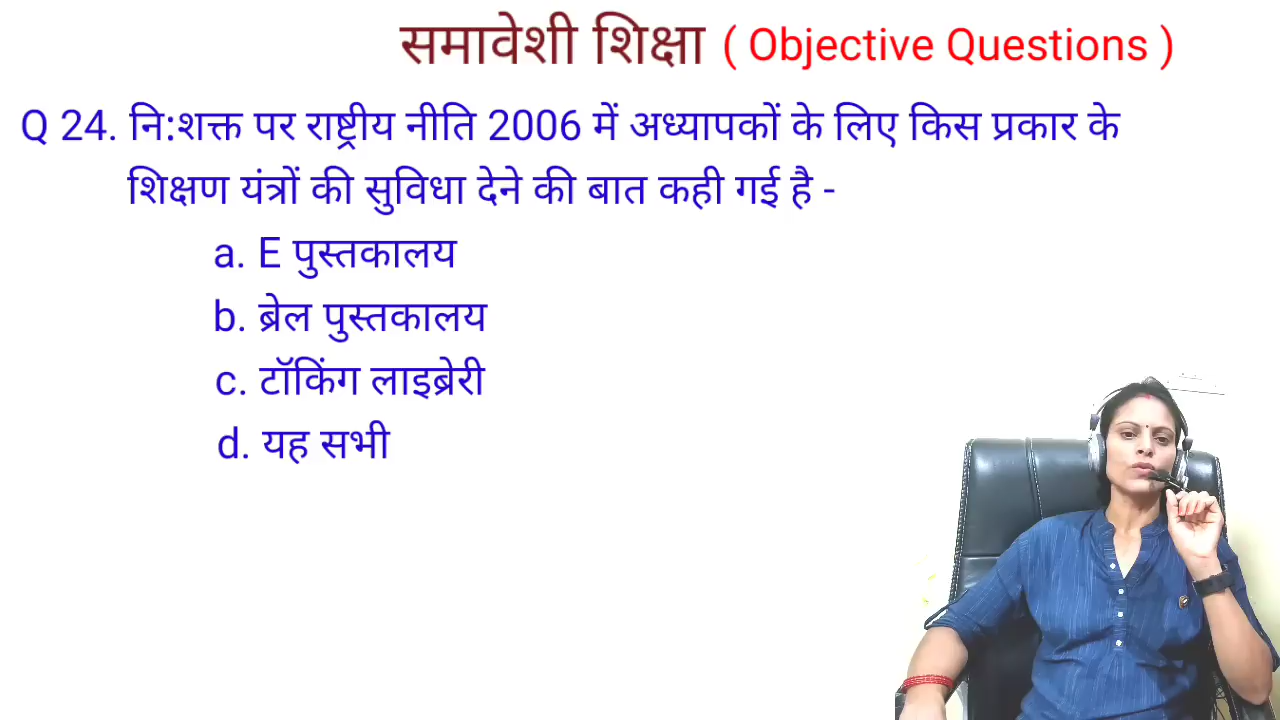 समावेशी शिक्षा ( Objective Questions )
Q 24. नि:शक्त पर राष्ट्रीय नीति 2006 में अध्यापकों के लिए किस प्रकार के
शिक्षण यंत्रों की सुविधा देने की बात कही गई है -
a. E पुस्तकालय
b. ब्रेल पुस्तकालय
c. टॉकिंग लाइब्रेरी
d. यह सभी